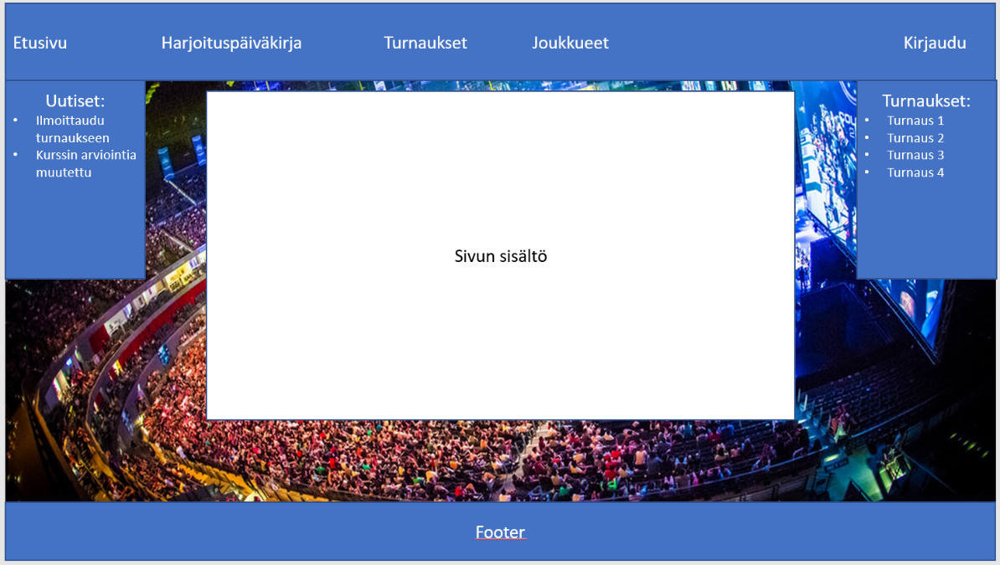 Etusivu Harjoituspäiväkirja Turnaukset Joukkueet Kirjaudu
Uutiset:
• Ilmoittaudu
turnaukseen
• Kurssin arviointia
muutettu
Sivun sisältö
Turnaukset:
• Turnaus 1
• Turnaus 2
• Turnaus 3
• Turnaus 4
Footer